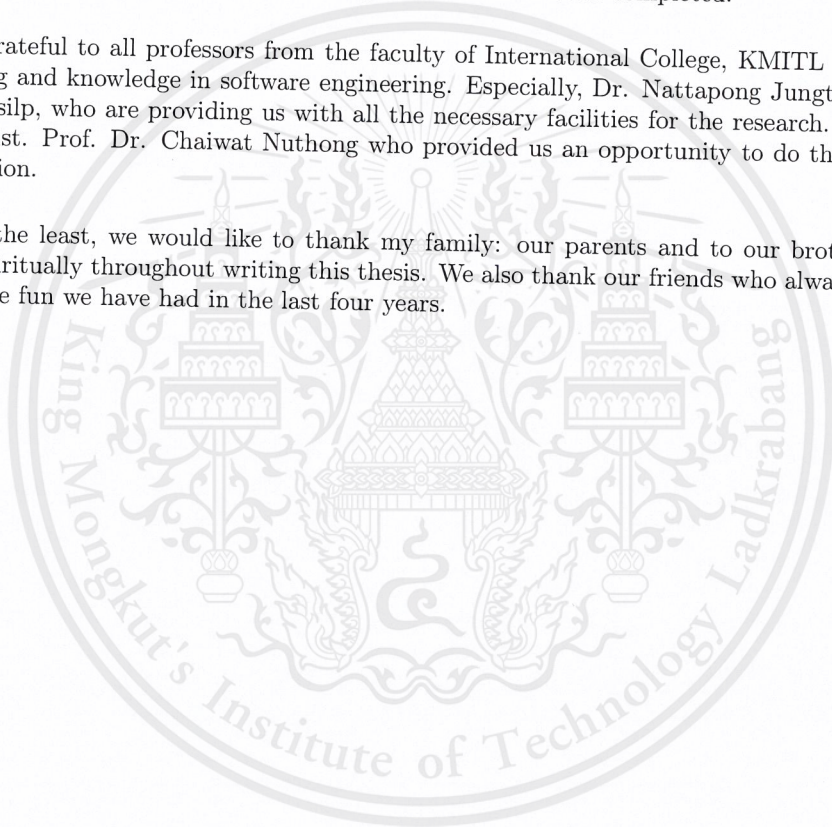 rateful to all professors from the faculty of International College, KMITL
g and knowledge in software engineering. Especially, Dr. Nattapong Jungt
silp, who are providing us with all the necessary facilities for the research.
st. Prof. Dr. Chaiwat Nuthong who provided us an opportunity to do th
ion.
the least, we would like to thank my family: our parents and to our brot
ritually throughout writing this thesis. We also thank our friends who alwa
e fun we have had in the last four years.
King Mongkut's Institute of Technology Ladkrabang